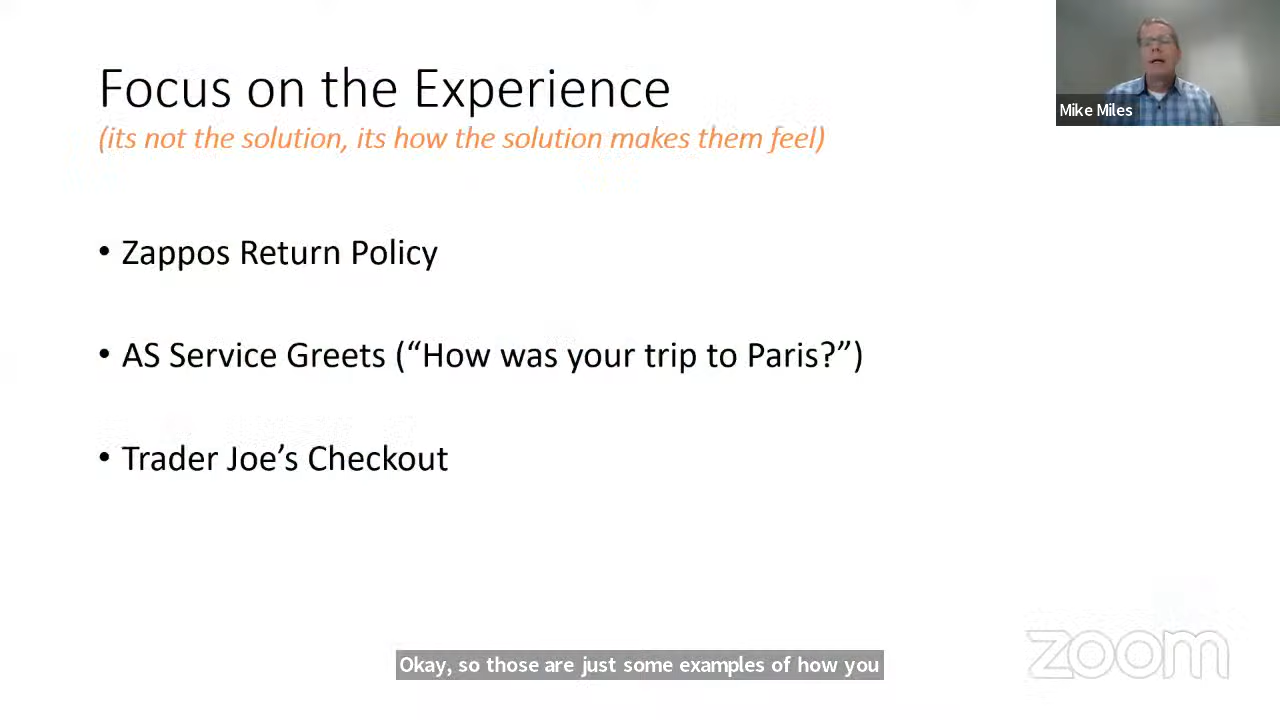 Focus on the Experience
(its not the solution, its how the solution makes them feel)
• Zappos Return Policy
• AS Service Greets (“How was your trip to Paris?”)
• Trader Joe’s Checkout
Mike Miles
Okay, so those are just some examples of how you
zoom